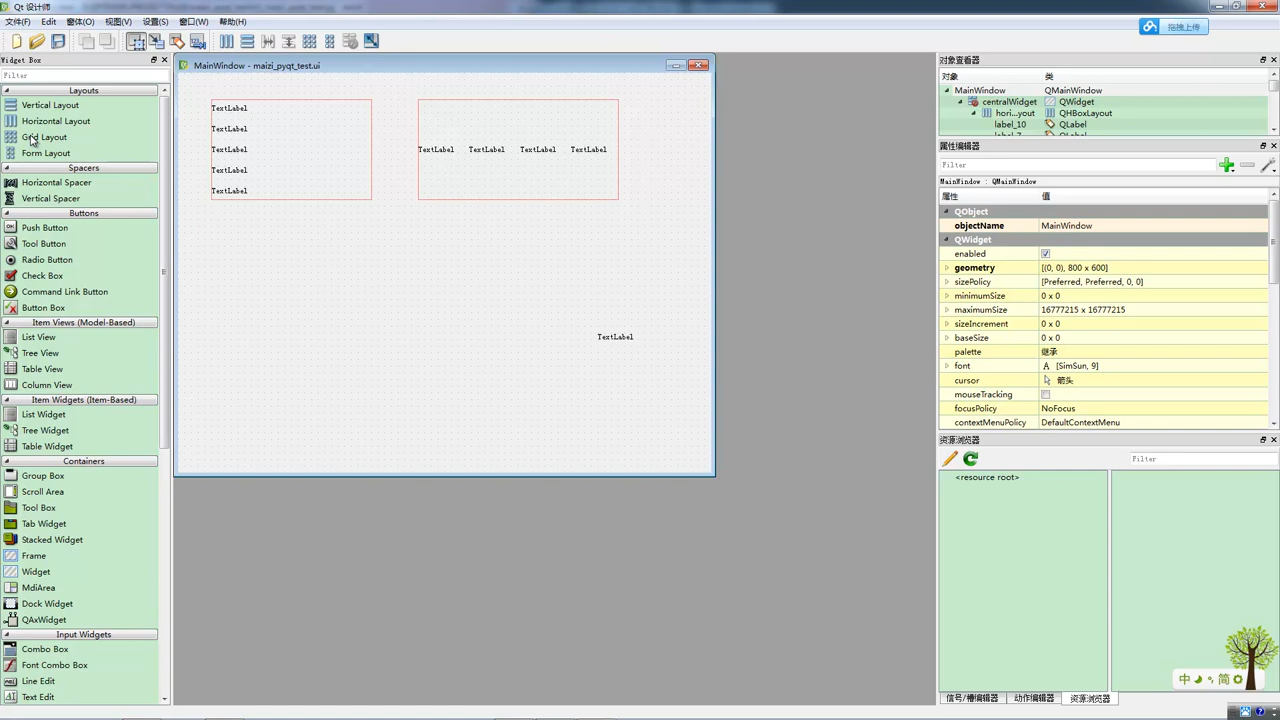 Qt 设计师
文件(F) Edit 窗体(O) 视图(V) 设置(S) 窗口(W) 帮助(H)
拖拽上传
Widget Box
Filter
Layouts
Vertical Layout
Horizontal Layout
Grid Layout
Form Layout
Spacers
Horizontal Spacer
Vertical Spacer
Buttons
Push Button
Tool Button
Radio Button
Check Box
Command Link Button
Button Box
Item Views (Model-Based)
List View
Tree View
Table View
Column View
Item Widgets (Item-Based)
List Widget
Tree Widget
Table Widget
Containers
Group Box
Scroll Area
Tool Box
Tab Widget
Stacked Widget
Frame
Widget
MdiArea
Dock Widget
QAxWidget
Input Widgets
Combo Box
Font Combo Box
Line Edit
Text Edit
MainWindow - maizi_pyqt_test.ui
TextLabel
TextLabel
TextLabel
TextLabel
TextLabel
TextLabel TextLabel TextLabel TextLabel
TextLabel
对象查看器
对象 类
MainWindow QMainWindow
centralWidget QWidget
hori...yout QHBoxLayout
label_10 QLabel
label_7 QLabel
属性编辑器
Filter
MainWindow : QMainWindow
属性 值
QObject
objectName MainWindow
QWidget
enabled
geometry [(0, 0), 800 x 600]
sizePolicy [Preferred, Preferred, 0, 0]
minimumSize 0 x 0
maximumSize 16777215 x 16777215
sizeIncrement 0 x 0
baseSize 0 x 0
palette 继承
font A [SimSun, 9]
cursor 箭头
mouseTracking
focusPolicy NoFocus
contextMenuPolicy DefaultContextMenu
资源浏览器
Filter
<resource root>
中 简
信号/槽编辑器 动作编辑器 资源浏览器